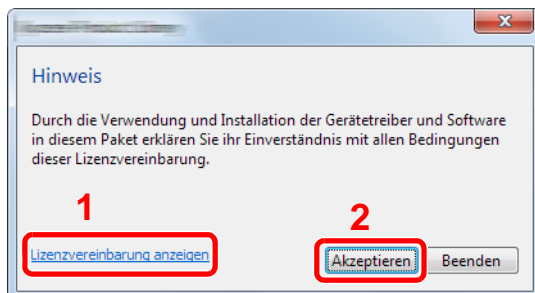 x
Hinweis
Durch die Verwendung und Installation der Gerätetreiber und Software
in diesem Paket erklären Sie ihr Einverständnis mit allen Bedingungen
dieser Lizenzvereinbarung.
1
2
Lizenzvereinbarung anzeigen
Akzeptieren
Beenden